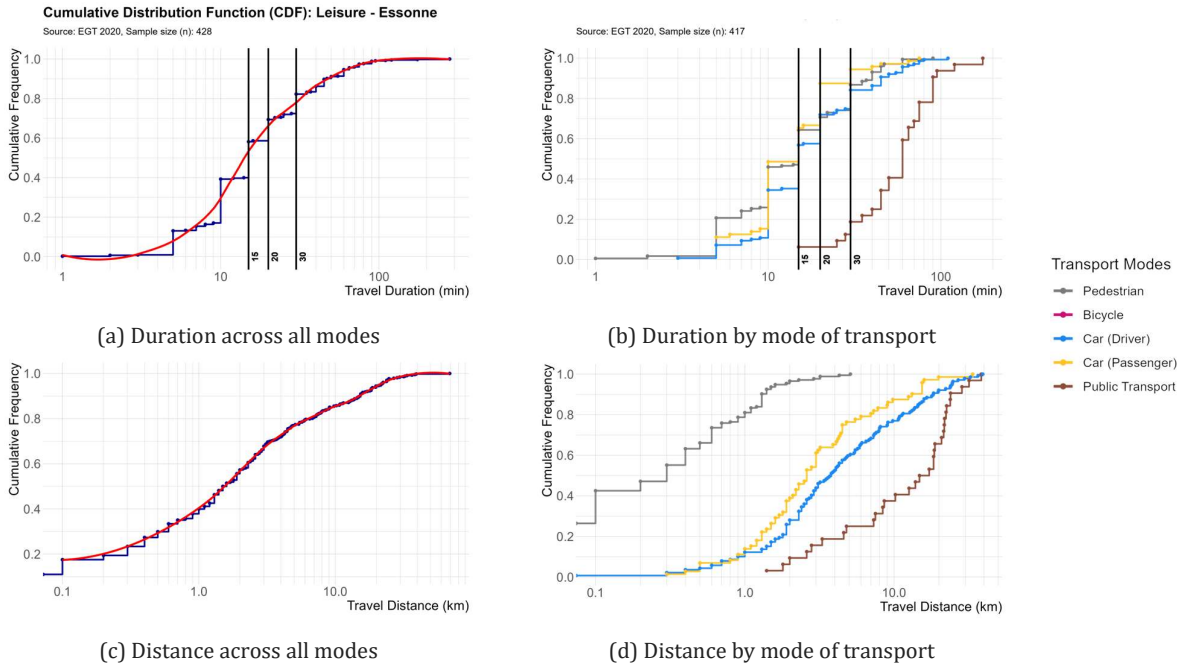 Cumulative Distribution Function (CDF): Leisure - Essonne
Source: EGT 2020, Sample size (n): 428
Cumulative Frequency
1.0
0.8
0.6
0.4
0.2
0.0
15
20
30
1
10
100
Travel Duration (min)
(a) Duration across all modes
Source: EGT 2020, Sample size (n): 417
Cumulative Frequency
1.0
0.8
0.6
0.4
0.2
0.0
15
20
30
1
10
100
Travel Duration (min)
(b) Duration by mode of transport
Cumulative Frequency
1.0
0.8
0.6
0.4
0.2
0.1
1.0
10.0
Travel Distance (km)
(c) Distance across all modes
Cumulative Frequency
1.0
0.8
0.6
0.4
0.2
0.0
0.1
1.0
10.0
Travel Distance (km)
(d) Distance by mode of transport
Transport Modes
Pedestrian
Bicycle
Car (Driver)
Car (Passenger)
Public Transport